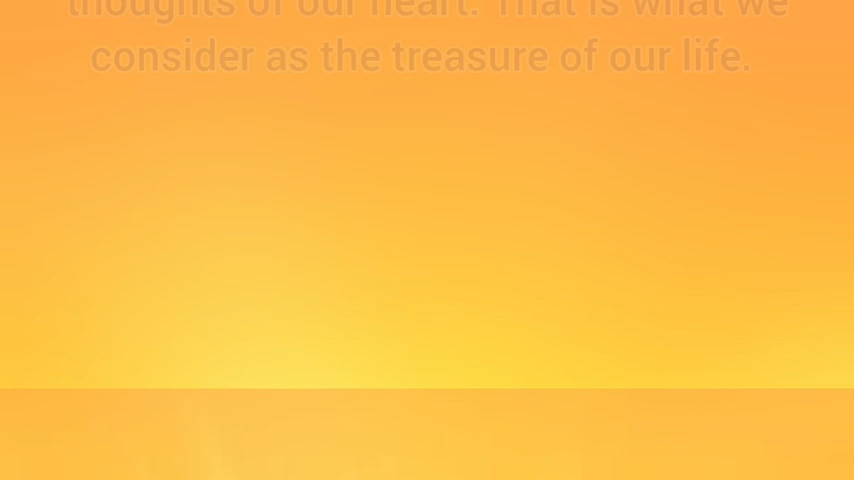 thoughts of our heart. That is what we
consider as the treasure of our life.